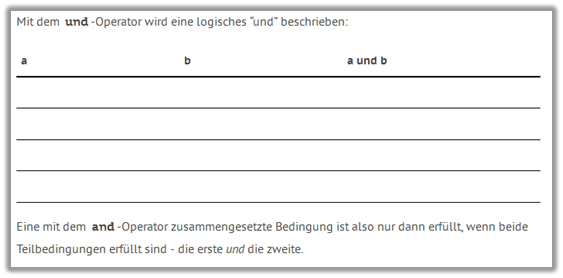 Mit dem und -Operator wird eine logisches “und” beschrieben:
a b a und b
Eine mit dem and -Operator zusammengesetzte Bedingung ist also nur dann erfüllt, wenn beide
Teilbedingungen erfüllt sind - die erste und die zweite.